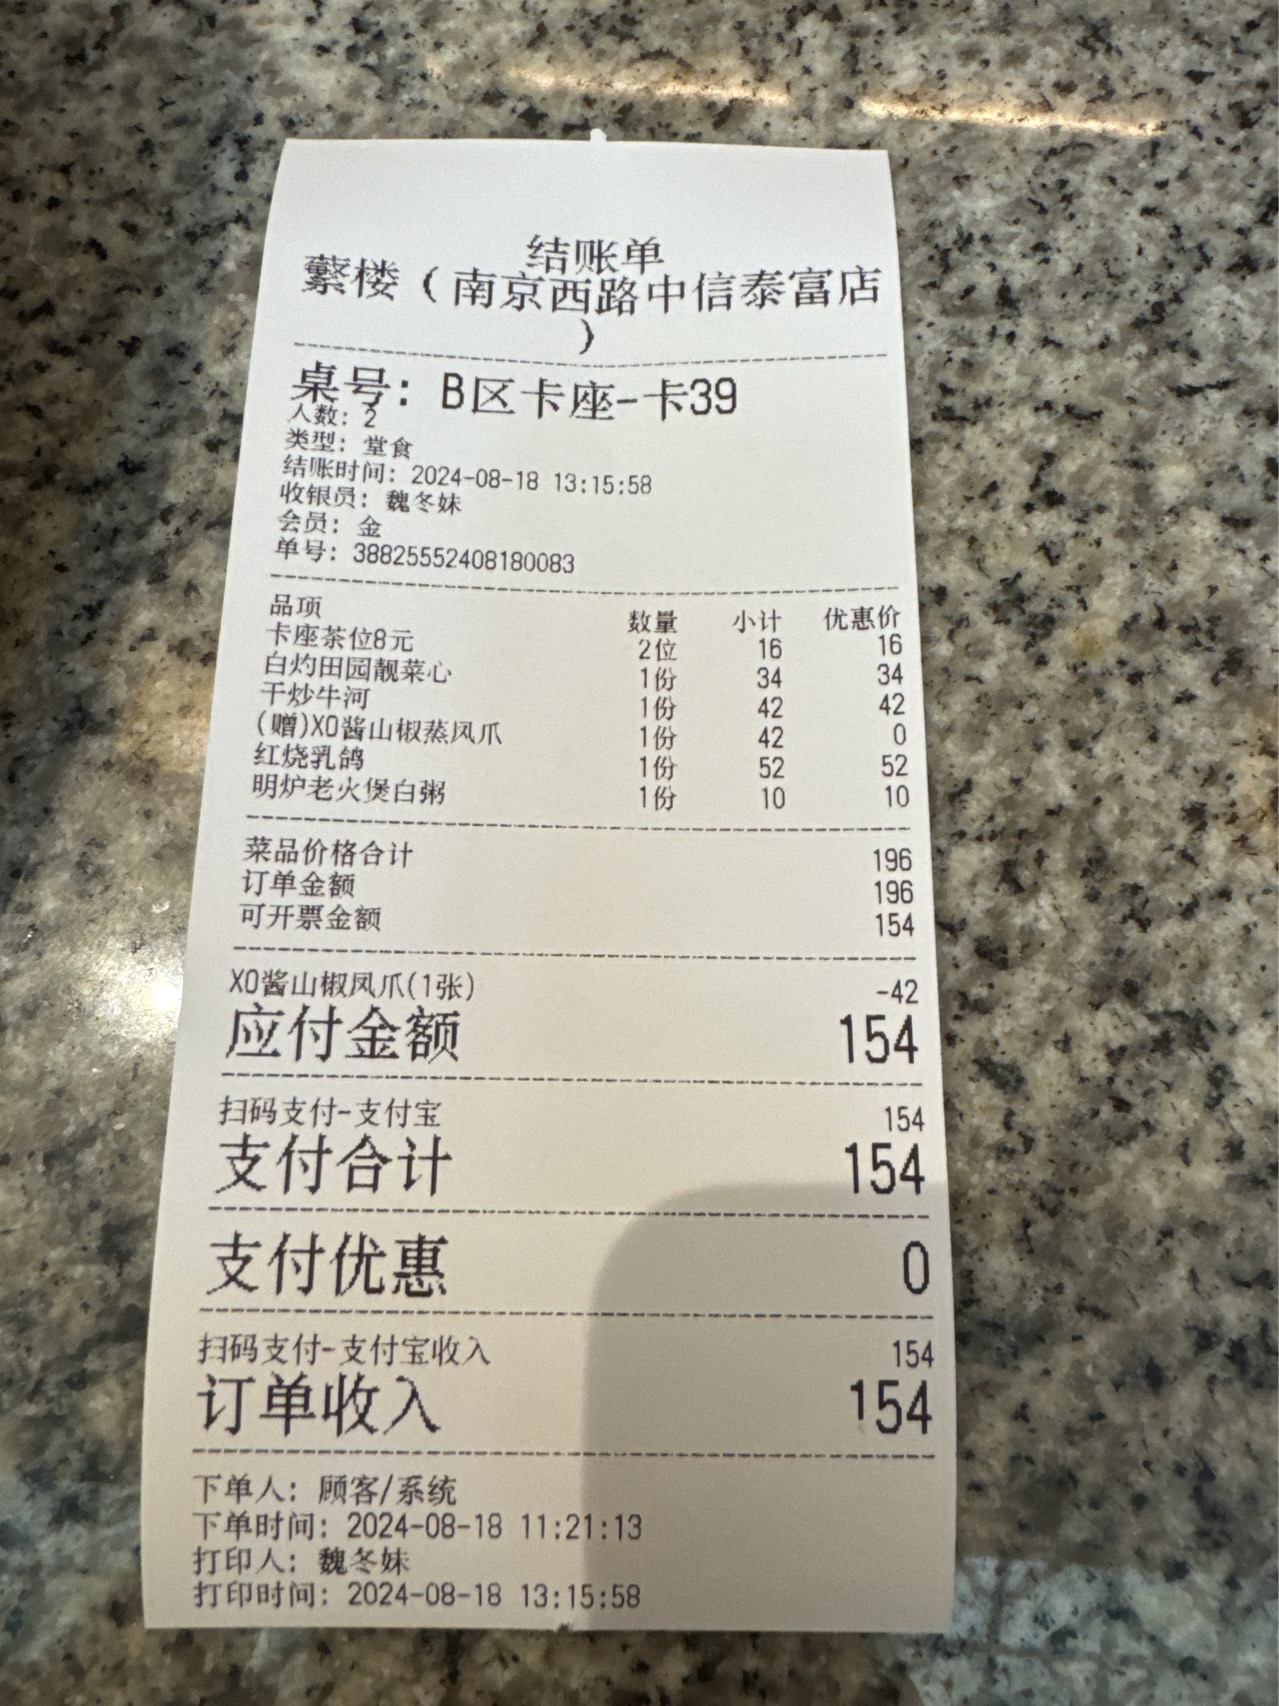 结账单
蘩楼（南京西路中信泰富店
）
桌号：B区卡座-卡39
人数：2
类型：堂食
结账时间：2024-08-18 13:15:58
收银员：魏冬妹
会员：金
单号：38825552408180083
品项 数量 小计 优惠价
卡座茶位8元 2位 16 16
白灼田园靓菜心 1份 34 34
干炒牛河 1份 42 42
(赠)XO酱山椒蒸凤爪 1份 42 0
红烧乳鸽 1份 52 52
明炉老火煲白粥 1份 10 10
菜品价格合计 196
订单金额 196
可开票金额 154
XO酱山椒凤爪(1张) -42
应付金额 154
扫码支付-支付宝 154
支付合计 154
支付优惠 0
扫码支付-支付宝收入 154
订单收入 154
下单人：顾客/系统
下单时间：2024-08-18 11:21:13
打印人：魏冬妹
打印时间：2024-08-18 13:15:58